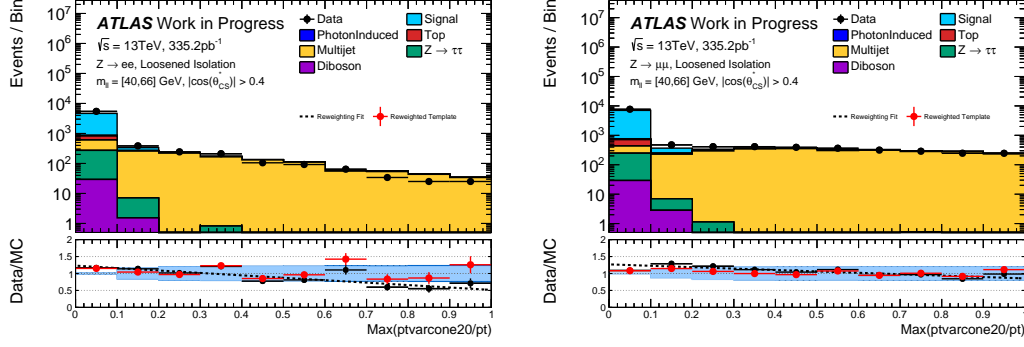 ATLAS Work in Progress
√s = 13TeV, 335.2pb⁻¹
Z → ee, Loosened Isolation
m_ll = [40,66] GeV, |cos(θ*_CS)| > 0.4
Data
Signal
PhotonInduced
Top
Multijet
Z → ττ
Diboson
Reweighting Fit
Reweighted Template
Events / Bin
10⁷
10⁶
10⁵
10⁴
10³
10²
10
1
Data/MC
2
1.5
1
0.5
0
0 0.1 0.2 0.3 0.4 0.5 0.6 0.7 0.8 0.9 1
Max(ptvarcone20/pt)
ATLAS Work in Progress
√s = 13TeV, 335.2pb⁻¹
Z → μμ, Loosened Isolation
m_ll = [40,66] GeV, |cos(θ*_CS)| > 0.4
Data
Signal
PhotonInduced
Top
Multijet
Z → ττ
Diboson
Reweighting Fit
Reweighted Template
Events / Bin
10⁷
10⁶
10⁵
10⁴
10³
10²
10
1
Data/MC
2
1.5
1
0.5
0
0 0.1 0.2 0.3 0.4 0.5 0.6 0.7 0.8 0.9 1
Max(ptvarcone20/pt)